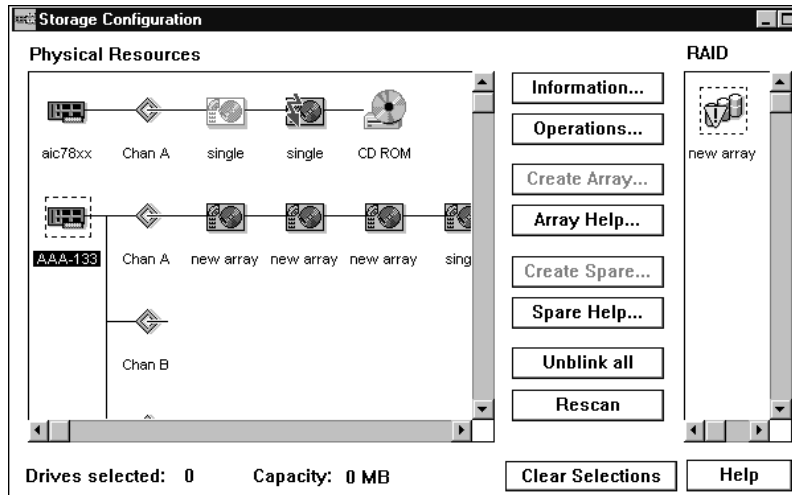 Storage Configuration
Physical Resources
RAID
aic78xx
Chan A
single
single
CD ROM
AAA-133
Chan A
new array
new array
new array
sing
Chan B
Information...
Operations...
Create Array...
Array Help...
Create Spare...
Spare Help...
Unblink all
Rescan
new array
Drives selected: 0
Capacity: 0 MB
Clear Selections
Help